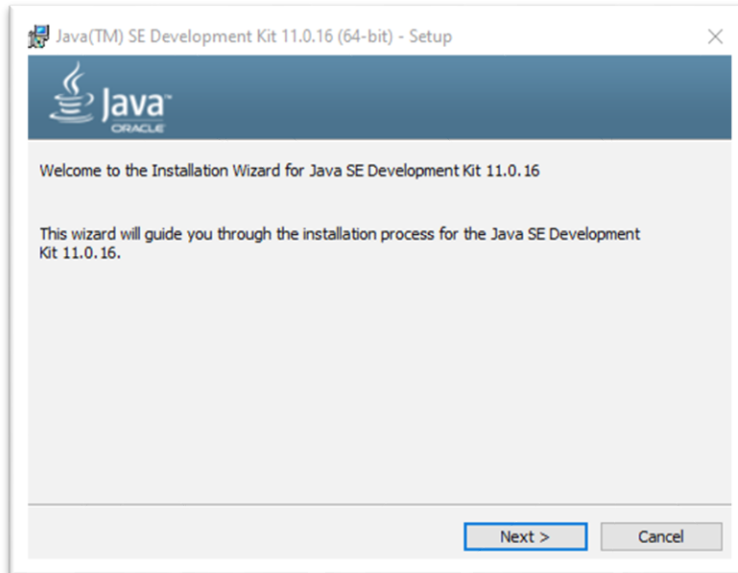 Java(TM) SE Development Kit 11.0.16 (64-bit) - Setup
Java™
ORACLE
Welcome to the Installation Wizard for Java SE Development Kit 11.0.16
This wizard will guide you through the installation process for the Java SE Development
Kit 11.0.16.
Next >
Cancel